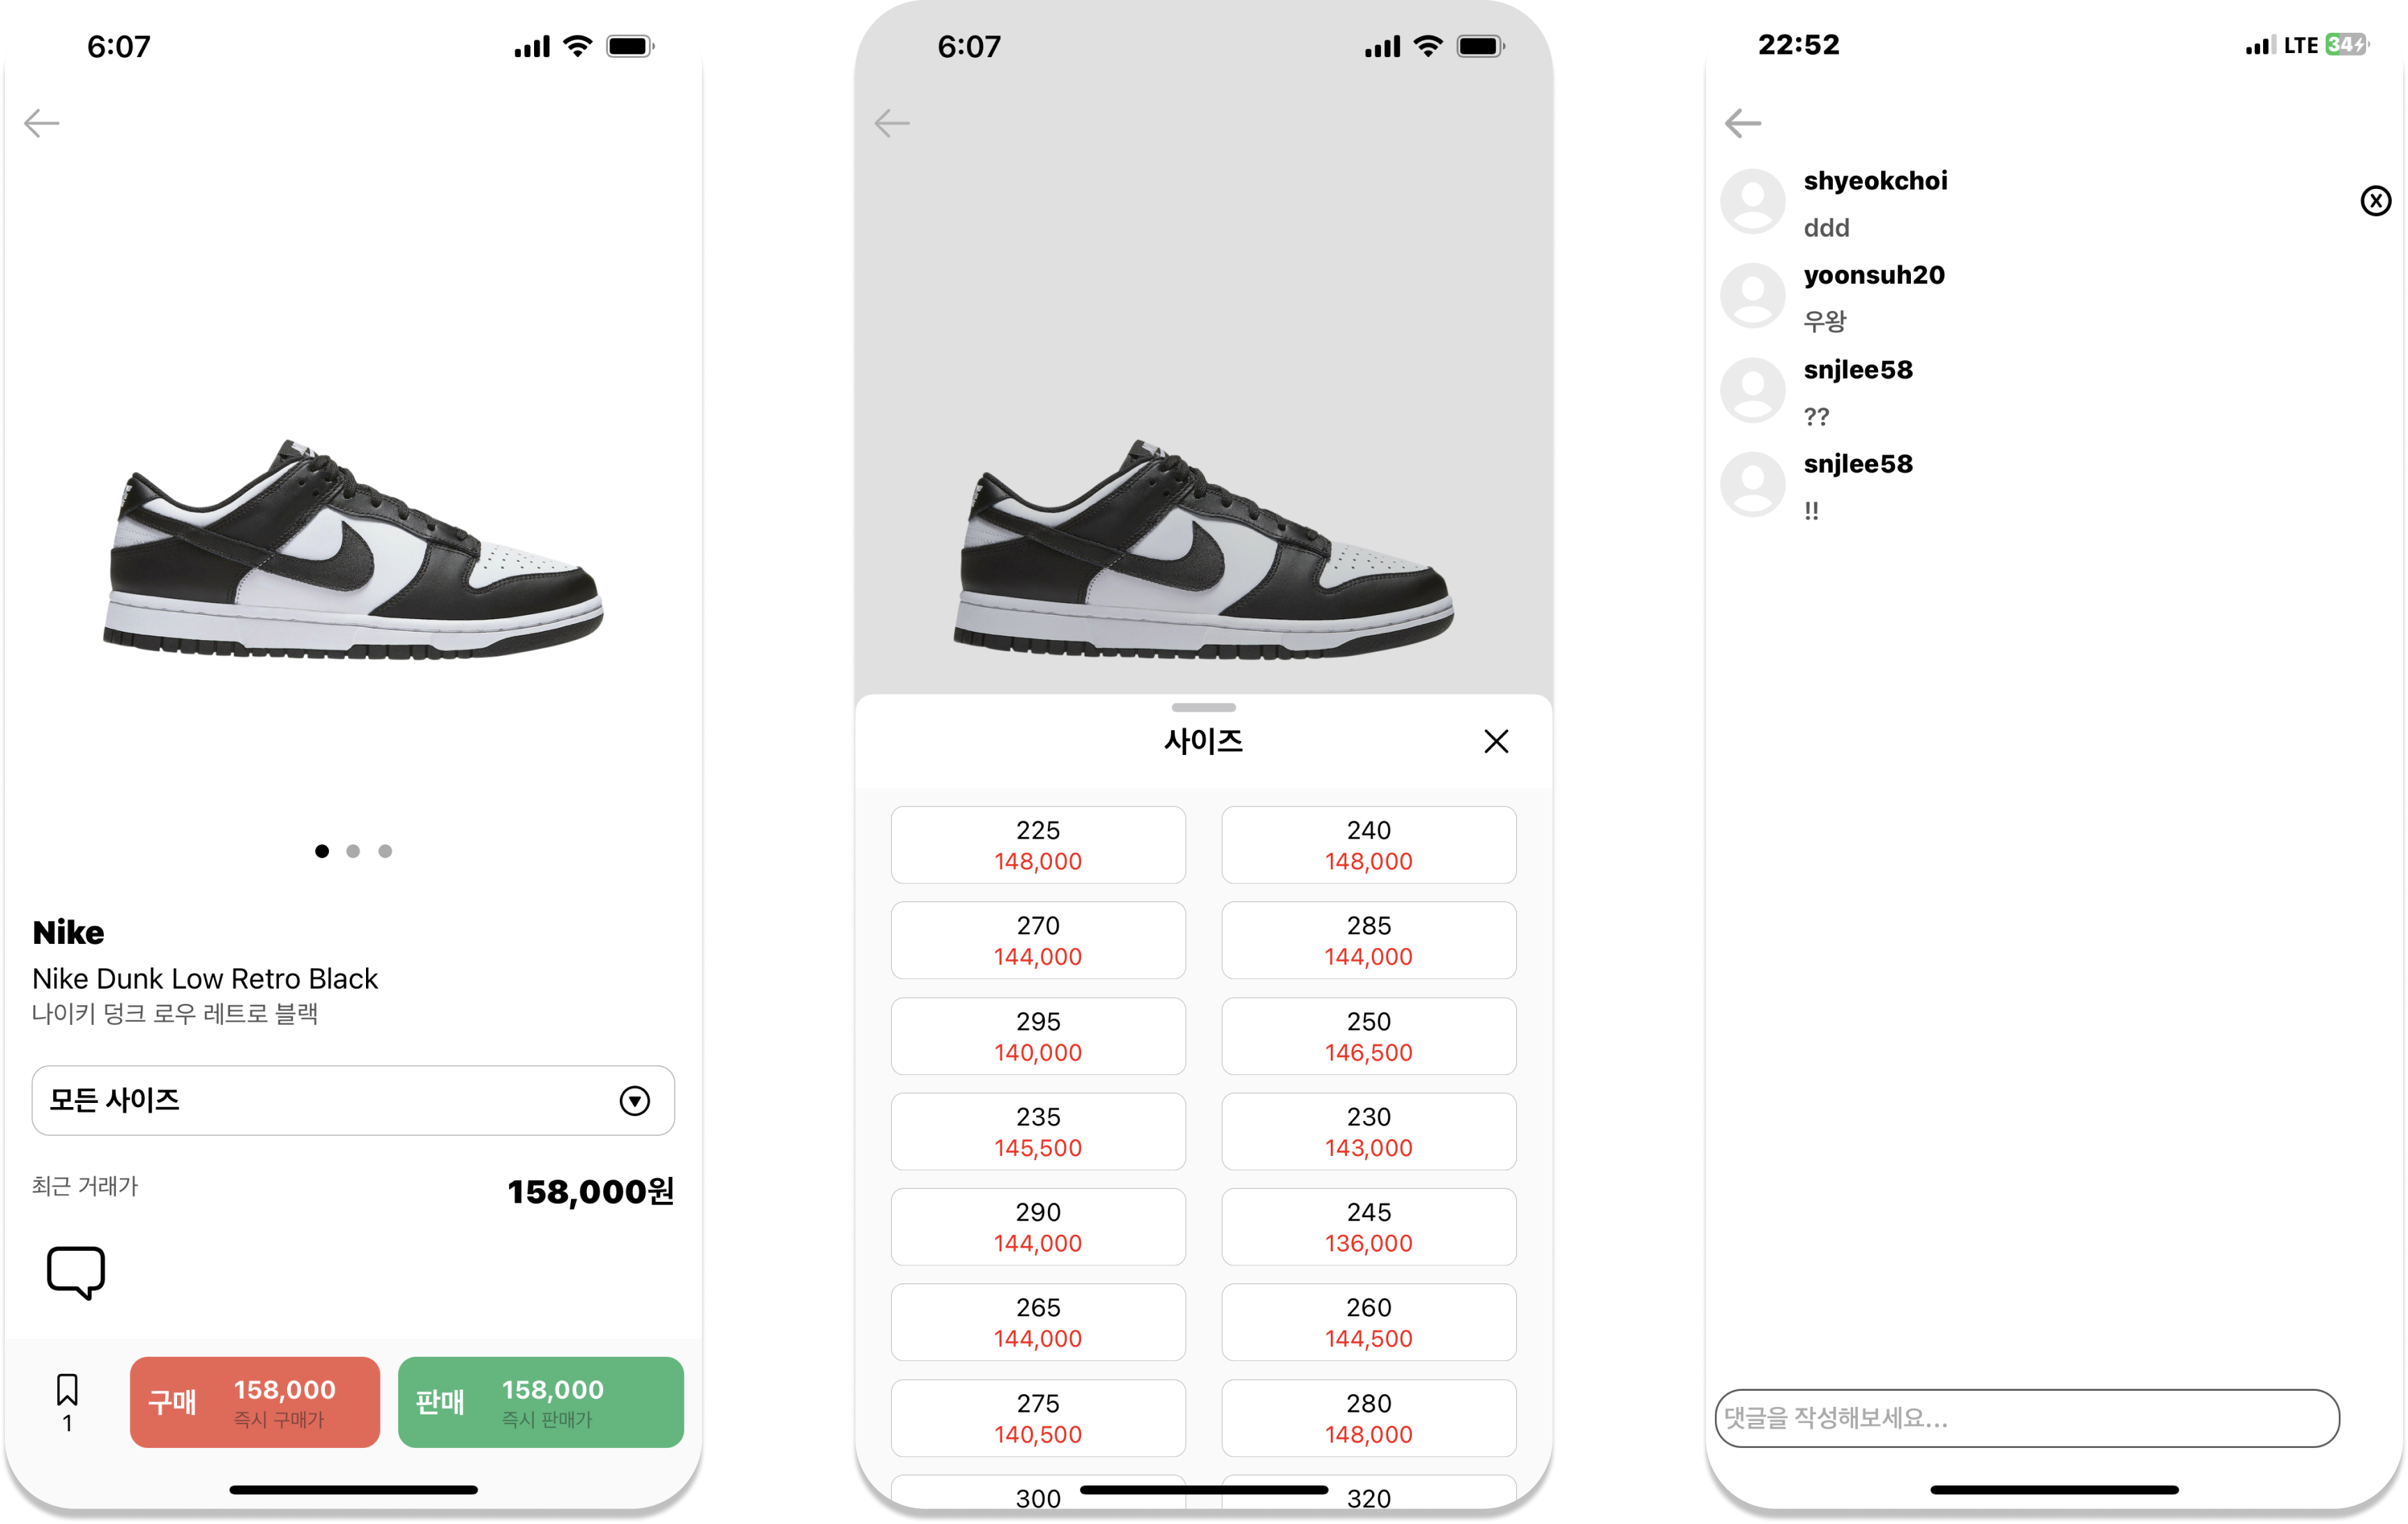 6:07
Nike
Nike Dunk Low Retro Black
나이키 덩크 로우 레트로 블랙
모든 사이즈
최근 거래가
158,000원
1
구매
158,000
즉시 구매가
판매
158,000
즉시 판매가
6:07
사이즈
225
148,000
240
148,000
270
144,000
285
144,000
295
140,000
250
146,500
235
145,500
230
143,000
290
144,000
245
136,000
265
144,000
260
144,500
275
140,500
280
148,000
300
320
22:52
LTE
34
shyeokchoi
ddd
yoonsuh20
우왕
snjlee58
??
snjlee58
!!
댓글을 작성해보세요...